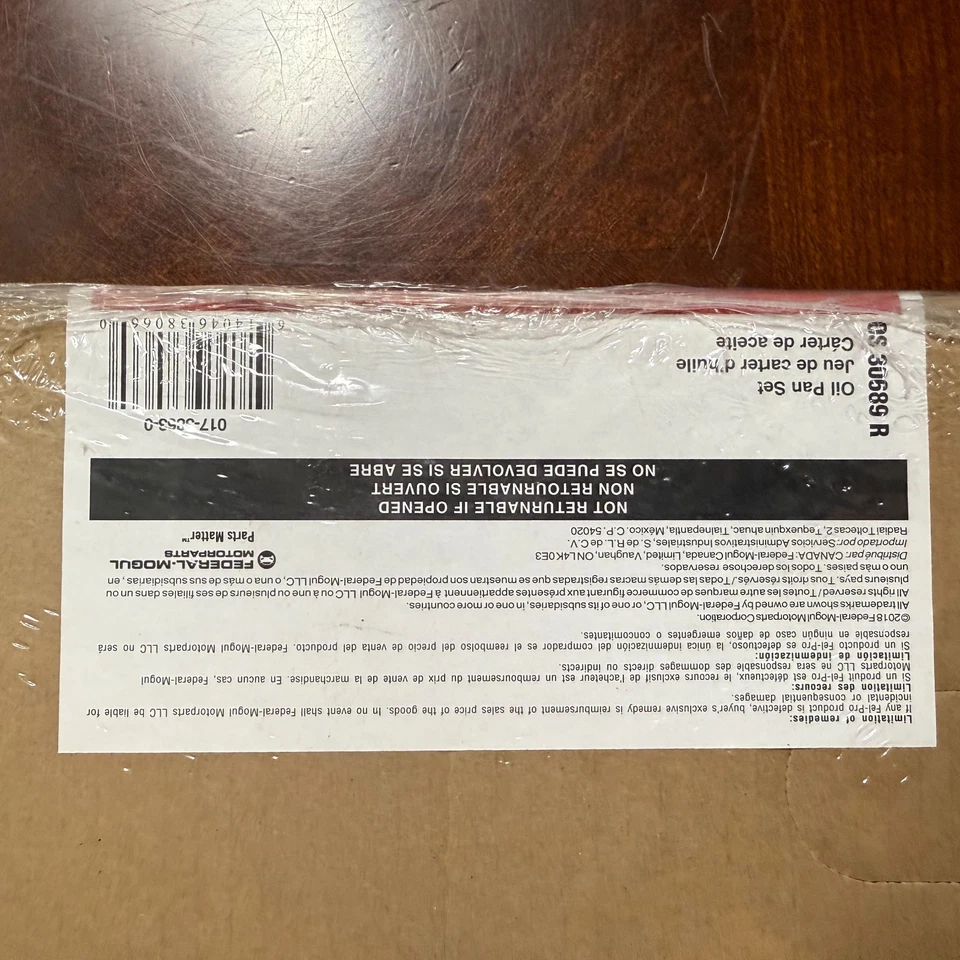 Limitation of remedies:
If any Fel-Pro product is defective, buyer's exclusive remedy is reimbursement of the sales price of the goods. In no event shall Federal-Mogul Motorparts LLC be liable for
incidental or consequential damages.
Limitation des recours:
Si un produit Fel-Pro est défectueux, le recours exclusif de l'acheteur est un remboursement du prix de vente de la marchandise. En aucun cas, Federal-Mogul
Motorparts LLC ne sera responsable des dommages directs ou indirects.
Limitación de indemnización:
Si un producto Fel-Pro es defectuoso, la única indemnización del comprador es el reembolso del precio de venta del producto, Federal-Mogul Motorparts LLC no será
responsable en ningún caso de daños emergentes o concomitantes.
©2018 Federal-Mogul Motorparts Corporation.
All trademarks shown are owned by Federal-Mogul LLC, or one of its subsidiaries, in one or more countries.
All rights reserved / Toutes les autres marques de commerce figurant aux présentes appartiennent à Federal-Mogul LLC ou à une ou plusieurs de ses filiales dans un ou
plusieurs pays. Tous droits réservés / Todas las demás marcas registradas que se muestran son propiedad de Federal-Mogul LLC, o una o más de sus subsidiarias, en
uno o más países. Todos los derechos reservados.
Distribué par: CANADA: Federal-Mogul Canada, Limited, Vaughan, ON L4K 0E3
Importado por: Servicios Administrativos Industriales, S. de R.L. de C.V.
Radial Toltecas 2, Tequexquinahuac, Tlalnepantla, México. C.P. 54020
FEDERAL-MOGUL
MOTORPARTS
Parts Matter™
NOT RETURNABLE IF OPENED
NON RETOURNABLE SI OUVERT
NO SE PUEDE DEVOLVER SI SE ABRE
OS 30589 R
Oil Pan Set
Jeu de carter d'huile
Cárter de aceite
6 14046 38066 0